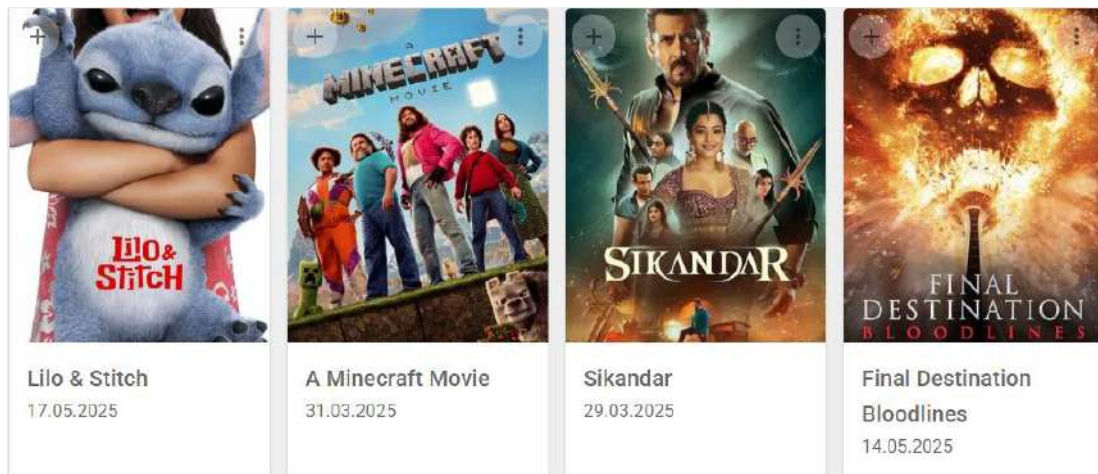 LiLO &
STiTCH
A
MINECRAFT
MOVIE
SIKANDAR
FINAL
DESTINATION
BLOODLINES
Lilo & Stitch
17.05.2025
A Minecraft Movie
31.03.2025
Sikandar
29.03.2025
Final Destination
Bloodlines
14.05.2025